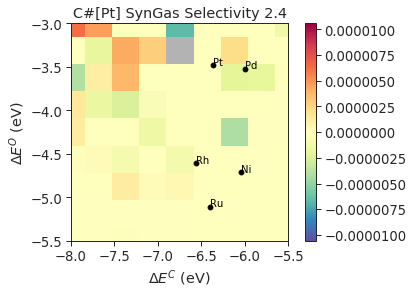 C#[Pt] SynGas Selectivity 2.4
−3.0
−3.5
−4.0
−4.5
−5.0
−5.5
ΔE^O (eV)
Pt
Pd
Rh
Ni
Ru
−8.0 −7.5 −7.0 −6.5 −6.0 −5.5
ΔE^C (eV)
0.0000100
0.0000075
0.0000050
0.0000025
0.0000000
−0.0000025
−0.0000050
−0.0000075
−0.0000100